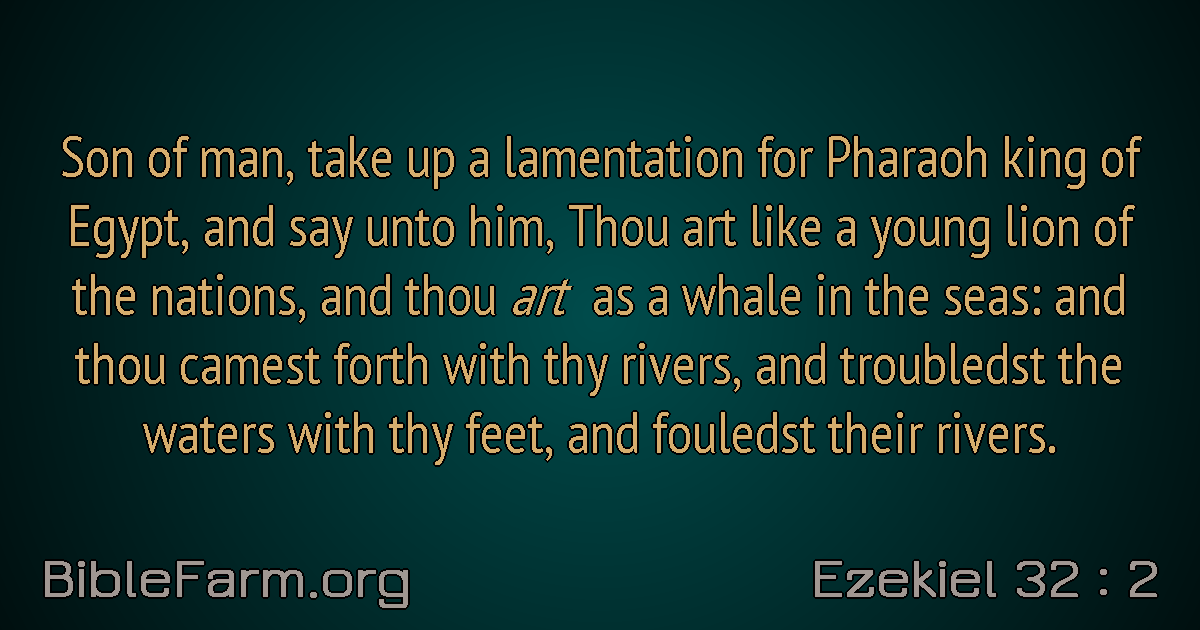 Son of man, take up a lamentation for Pharaoh king of
Egypt, and say unto him, Thou art like a young lion of
the nations, and thou art as a whale in the seas: and
thou camest forth with thy rivers, and troubledst the
waters with thy feet, and fouledst their rivers.
BibleFarm.org
Ezekiel 32 : 2